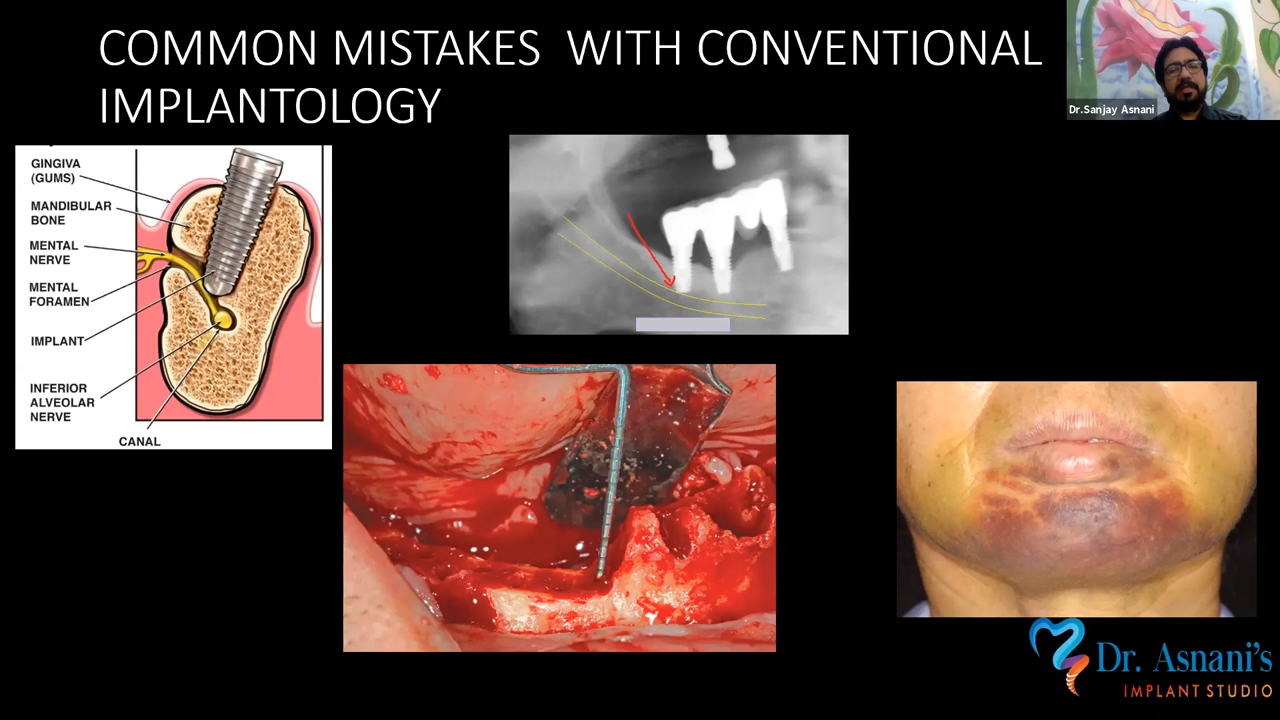 COMMON MISTAKES WITH CONVENTIONAL
IMPLANTOLOGY
Dr.Sanjay Asnani
GINGIVA
(GUMS)
MANDIBULAR
BONE
MENTAL
NERVE
MENTAL
FORAMEN
IMPLANT
INFERIOR
ALVEOLAR
NERVE
CANAL
Dr. Asnani's
IMPLANT STUDIO